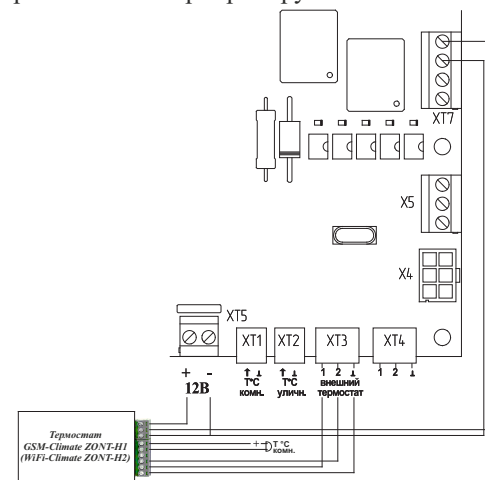 XT7
X5
X4
XT5
XT1
XT2
XT3
XT4
+ -
12В
T°C
комн.
T°C
уличн.
1 2
внешний
термостат
1 2
Термостат
GSM-Climate ZONT-H1
(WiFi-Climate ZONT-H2)
+ -
T °C
комн.